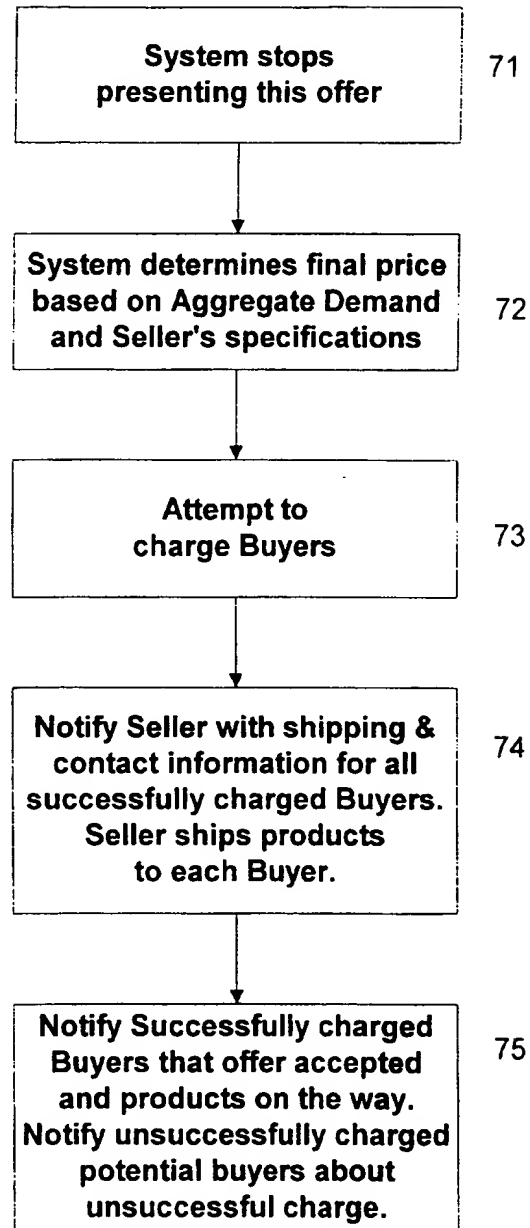 System stops
presenting this offer
71
System determines final price
based on Aggregate Demand
and Seller's specifications
72
Attempt to
charge Buyers
73
Notify Seller with shipping &
contact information for all
successfully charged Buyers.
Seller ships products
to each Buyer.
74
Notify Successfully charged
Buyers that offer accepted
and products on the way.
Notify unsuccessfully charged
potential buyers about
unsuccessful charge.
75